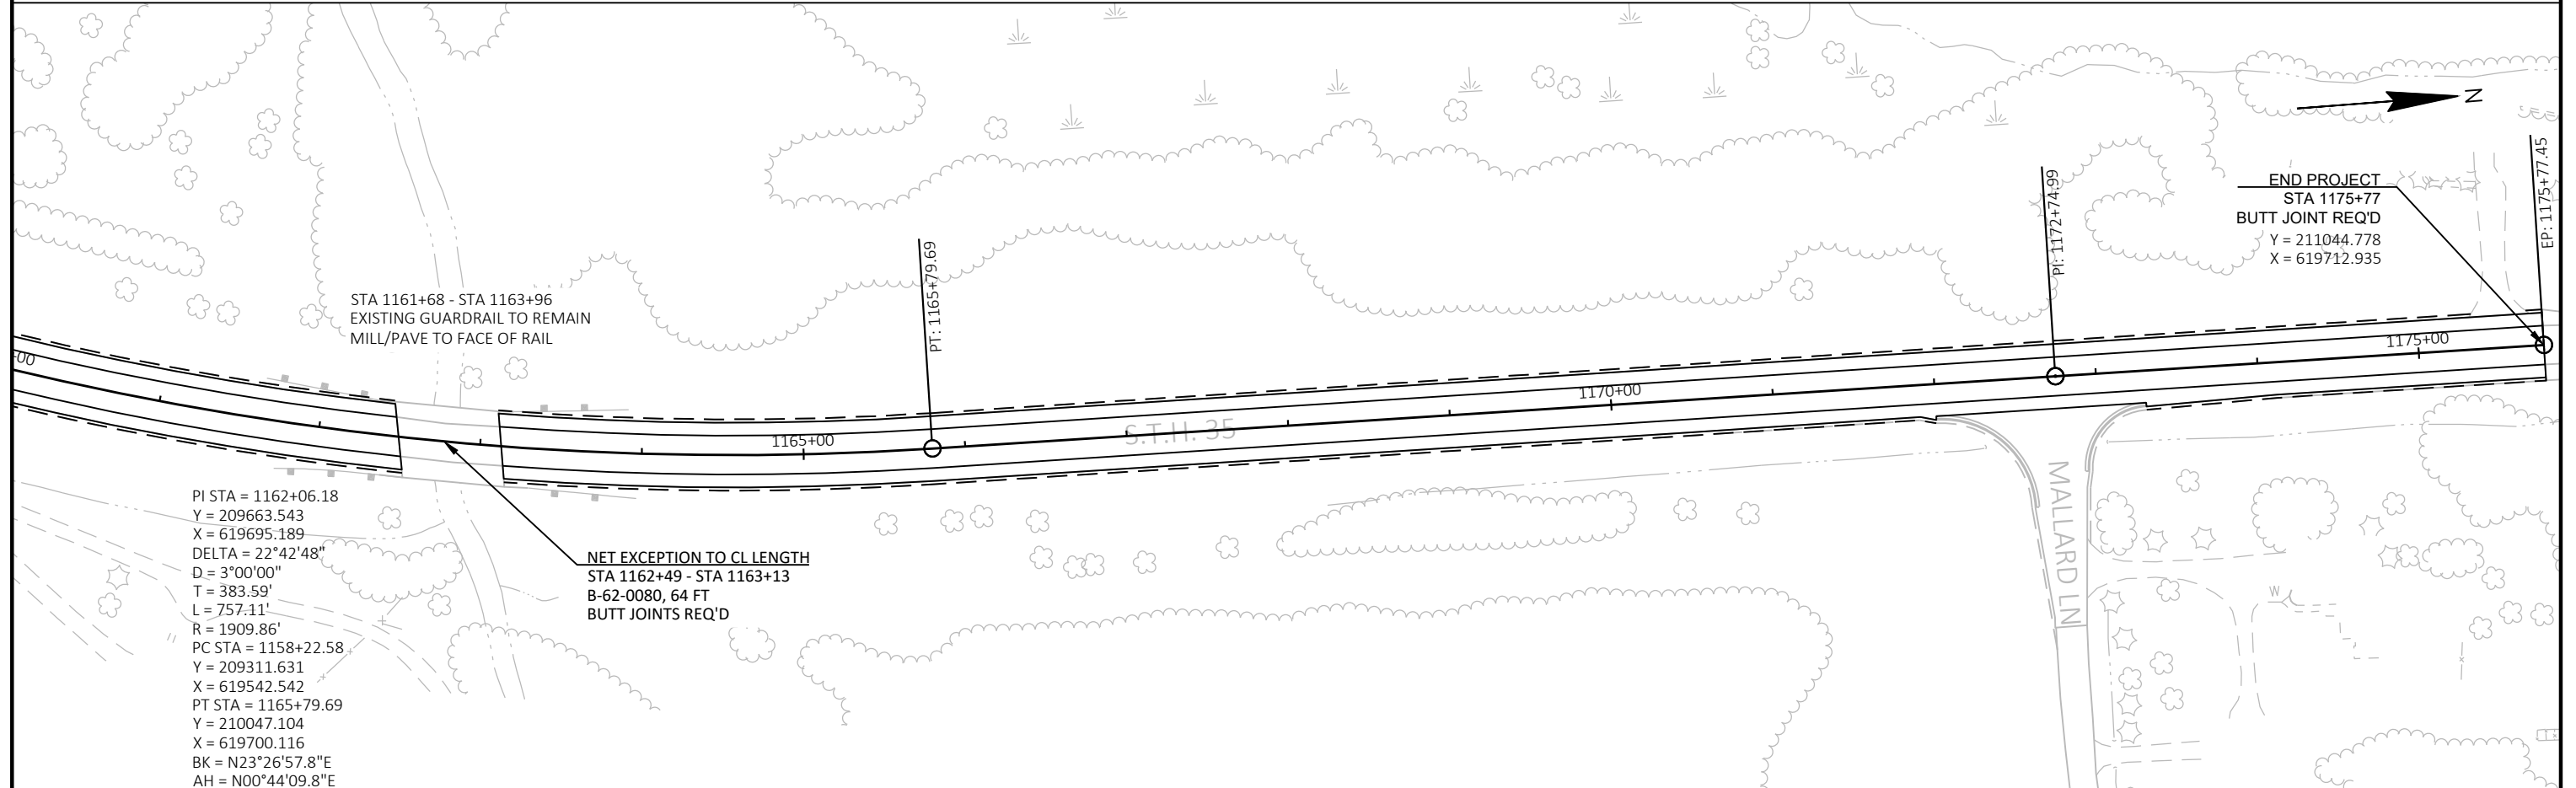 N
END PROJECT
STA 1175+77
BUTT JOINT REQ'D
Y = 211044.778
X = 619712.935
EP: 1175+77.45
PI: 1172+74.99
PT: 1165+79.69
STA 1161+68 - STA 1163+96
EXISTING GUARDRAIL TO REMAIN
MILL/PAVE TO FACE OF RAIL
+00
1165+00
S.T.H. 35
1170+00
1175+00
MALLARD LN
W
NET EXCEPTION TO CL LENGTH
STA 1162+49 - STA 1163+13
B-62-0080, 64 FT
BUTT JOINTS REQ'D
PI STA = 1162+06.18
Y = 209663.543
X = 619695.189
DELTA = 22°42'48"
D = 3°00'00"
T = 383.59'
L = 757.11'
R = 1909.86'
PC STA = 1158+22.58
Y = 209311.631
X = 619542.542
PT STA = 1165+79.69
Y = 210047.104
X = 619700.116
BK = N23°26'57.8"E
AH = N00°44'09.8"E